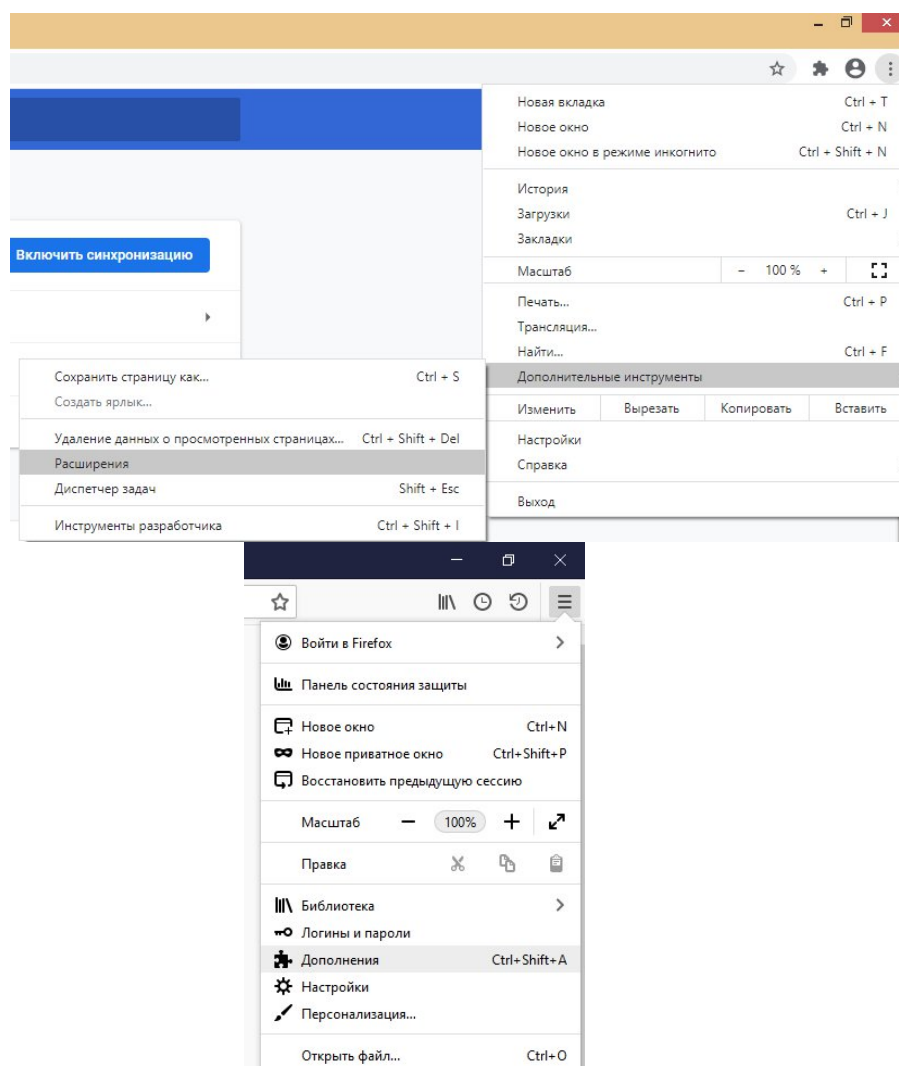 Новая вкладка Ctrl + T
Новое окно Ctrl + N
Новое окно в режиме инкогнито Ctrl + Shift + N
История
Загрузки Ctrl + J
Закладки
Включить синхронизацию
Масштаб - 100 % +
Печать... Ctrl + P
Трансляция...
Найти... Ctrl + F
Дополнительные инструменты
Изменить Вырезать Копировать Вставить
Настройки
Справка
Выход
Сохранить страницу как... Ctrl + S
Создать ярлык...
Удаление данных о просмотренных страницах... Ctrl + Shift + Del
Расширения
Диспетчер задач Shift + Esc
Инструменты разработчика Ctrl + Shift + I
Войти в Firefox
Панель состояния защиты
Новое окно Ctrl+N
Новое приватное окно Ctrl+Shift+P
Восстановить предыдущую сессию
Масштаб − 100% +
Правка
Библиотека
Логины и пароли
Дополнения Ctrl+Shift+A
Настройки
Персонализация...
Открыть файл... Ctrl+O